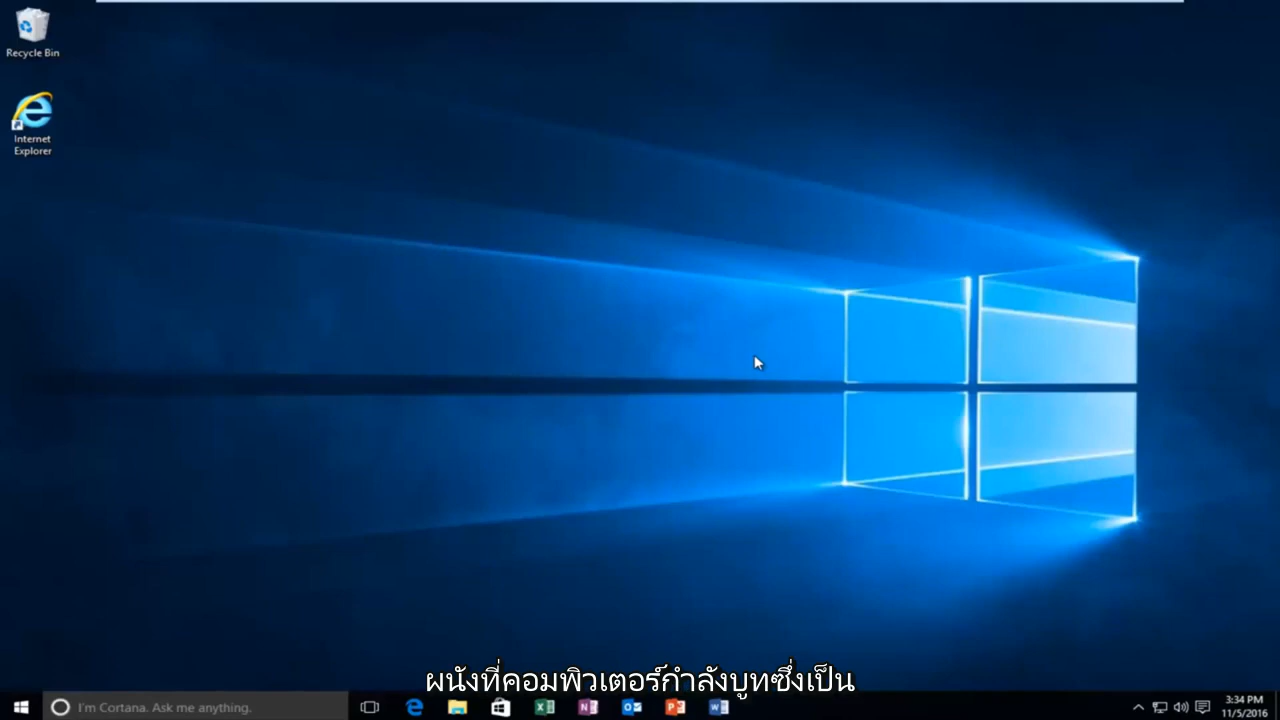 Recycle Bin
Internet
Explorer
ผนังที่คอมพิวเตอร์กำลังบูทซึ่งเป็น
I'm Cortana. Ask me anything.
3:34 PM
11/5/2016